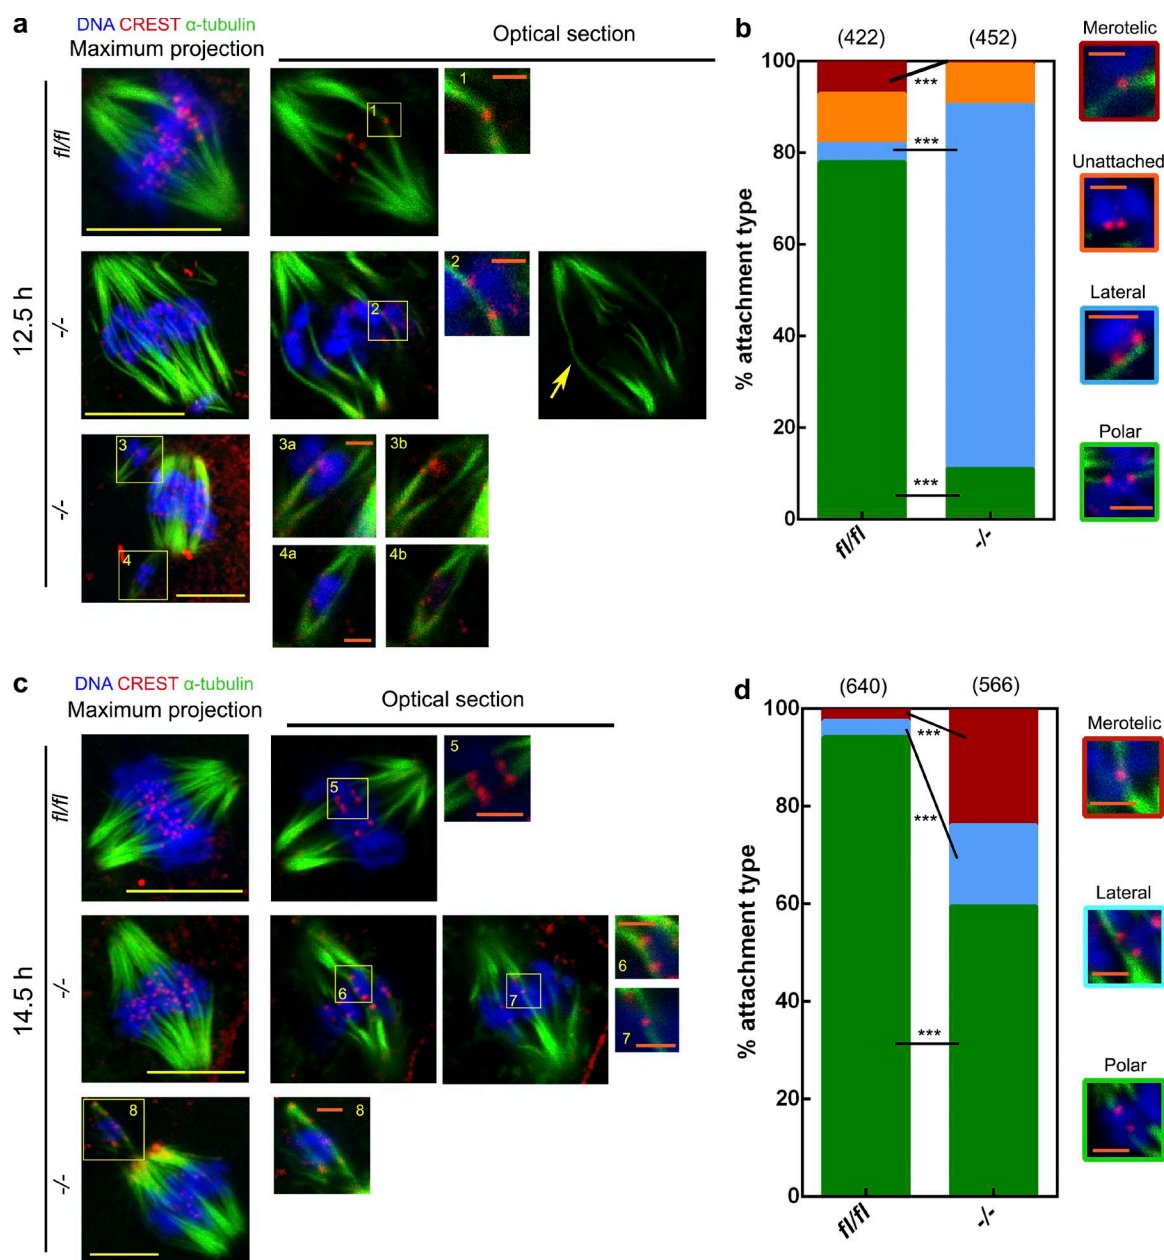 a
DNA CREST α-tubulin
Maximum projection
Optical section
12.5 h
fl/fl
1
1
-/-
2
2
-/-
3
4
3a
3b
4a
4b
b
(422)
(452)
% attachment type
100
80
60
40
20
0
***
***
***
fl/fl
-/-
Merotelic
Unattached
Lateral
Polar
c
DNA CREST α-tubulin
Maximum projection
Optical section
14.5 h
fl/fl
5
5
-/-
6
7
6
7
-/-
8
8
d
(640)
(566)
% attachment type
100
80
60
40
20
0
***
***
***
fl/fl
-/-
Merotelic
Lateral
Polar